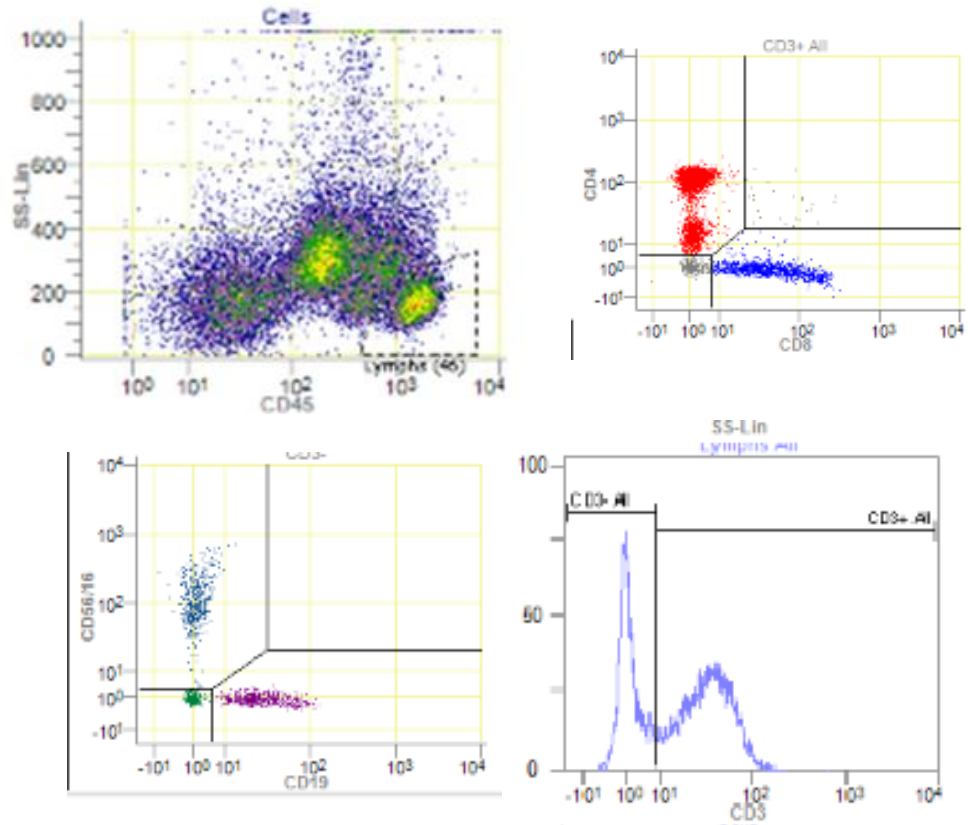 Cells
1000
800
600
400
200
0
SS-Lin
10⁰ 10¹ 10² 10³ 10⁴
Lymphs (46)
CD45
CD3+ All
10⁴
10³
10²
10¹
10⁰
-10¹
CD4
-10¹ 10⁰ 10¹ 10² 10³ 10⁴
CD8
CD3-
10⁴
10³
10²
10¹
10⁰
-10¹
CD56/16
-10¹ 10⁰ 10¹ 10² 10³ 10⁴
CD19
SS-Lin
Lymphs All
100
50
0
CD3- All
CD3+ All
-10¹ 10⁰ 10¹ 10² 10³ 10⁴
CD3